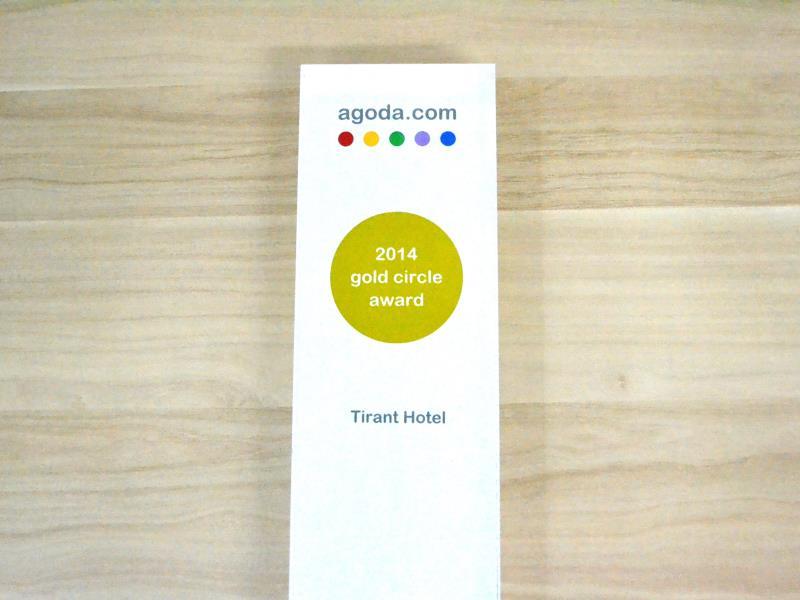 agoda.com
2014
gold circle
award
Tirant Hotel